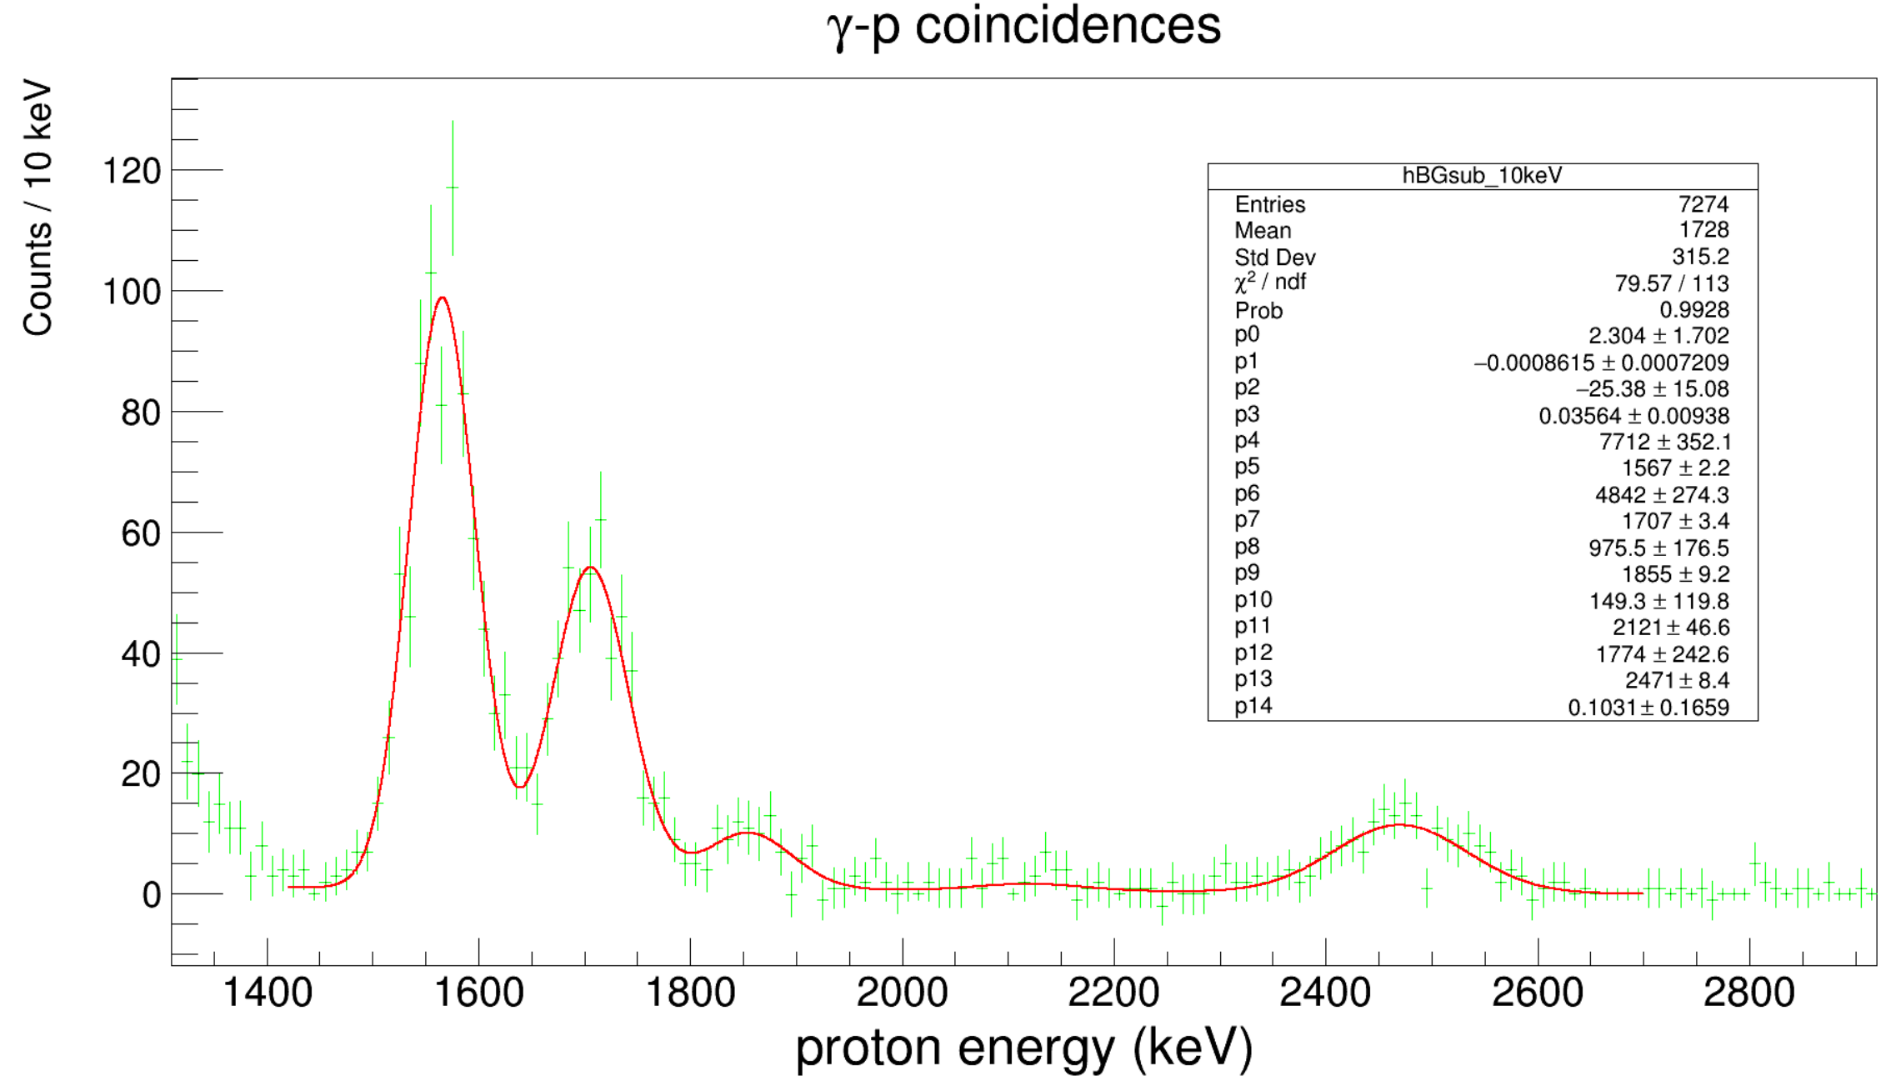 γ-p coincidences
Counts / 10 keV
120
100
80
60
40
20
0
hBGsub_10keV
Entries 7274
Mean 1728
Std Dev 315.2
χ² / ndf 79.57 / 113
Prob 0.9928
p0 2.304 ± 1.702
p1 −0.0008615 ± 0.0007209
p2 −25.38 ± 15.08
p3 0.03564 ± 0.00938
p4 7712 ± 352.1
p5 1567 ± 2.2
p6 4842 ± 274.3
p7 1707 ± 3.4
p8 975.5 ± 176.5
p9 1855 ± 9.2
p10 149.3 ± 119.8
p11 2121 ± 46.6
p12 1774 ± 242.6
p13 2471 ± 8.4
p14 0.1031 ± 0.1659
1400 1600 1800 2000 2200 2400 2600 2800
proton energy (keV)